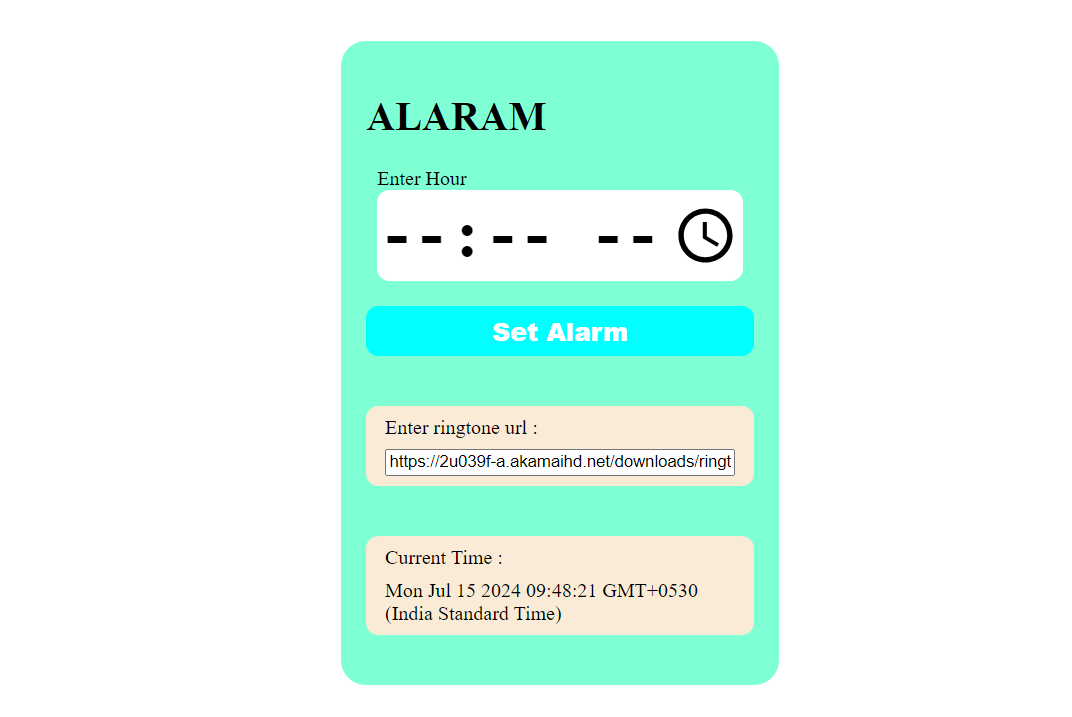 ALARAM
Enter Hour
--:-- --
Set Alarm
Enter ringtone url :
https://2u039f-a.akamaihd.net/downloads/ringt
Current Time :
Mon Jul 15 2024 09:48:21 GMT+0530
(India Standard Time)